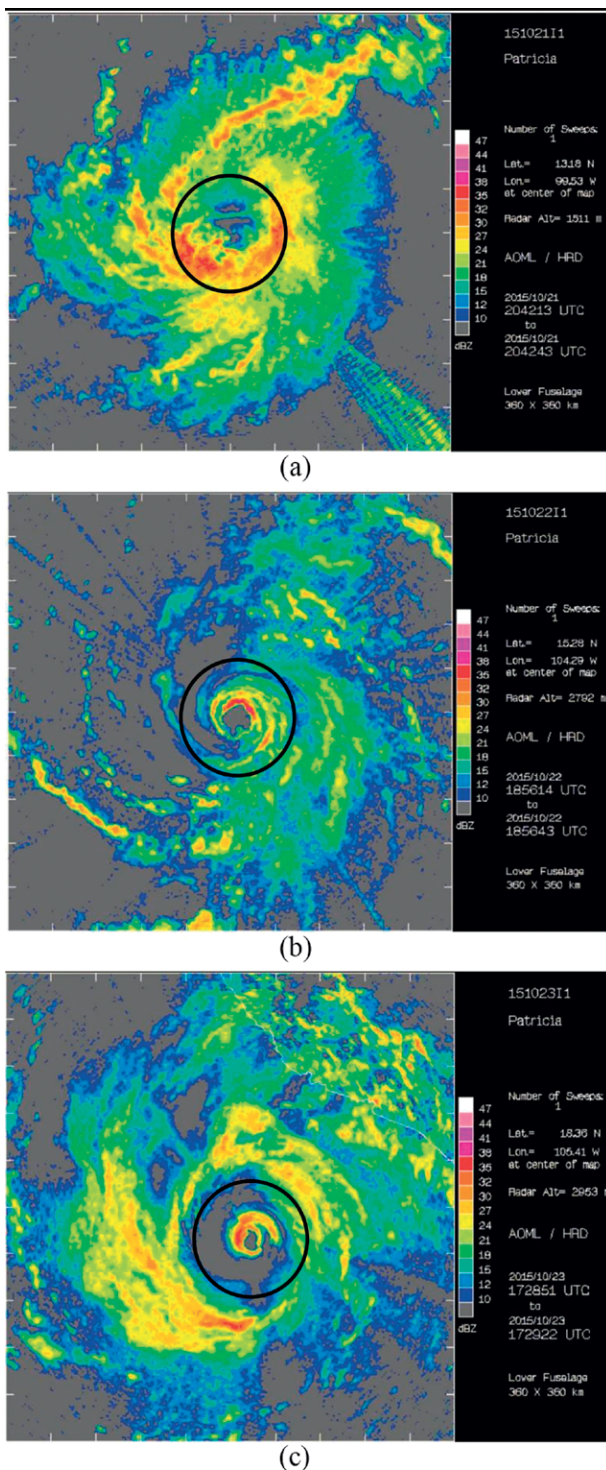 151021I1
Patricia
Number of Sweeps:
1
Lat.= 13.18 N
Lon.= 99.53 W
at center of map
Radar Alt= 1511 m
AOML / HRD
2015/10/21
204213 UTC
to
2015/10/21
204243 UTC
Lower Fuselage
360 X 360 km
47
44
41
38
35
32
30
27
24
21
18
15
12
10
dBZ
(a)
151022I1
Patricia
Number of Sweeps:
1
Lat.= 15.28 N
Lon.= 104.29 W
at center of map
Radar Alt= 2792 m
AOML / HRD
2015/10/22
185614 UTC
to
2015/10/22
185643 UTC
Lower Fuselage
360 X 360 km
47
44
41
38
35
32
30
27
24
21
18
15
12
10
dBZ
(b)
151023I1
Patricia
Number of Sweeps:
1
Lat.= 18.36 N
Lon.= 105.41 W
at center of map
Radar Alt= 2953 m
AOML / HRD
2015/10/23
172851 UTC
to
2015/10/23
172922 UTC
Lower Fuselage
360 X 360 km
47
44
41
38
35
32
30
27
24
21
18
15
12
10
dBZ
(c)